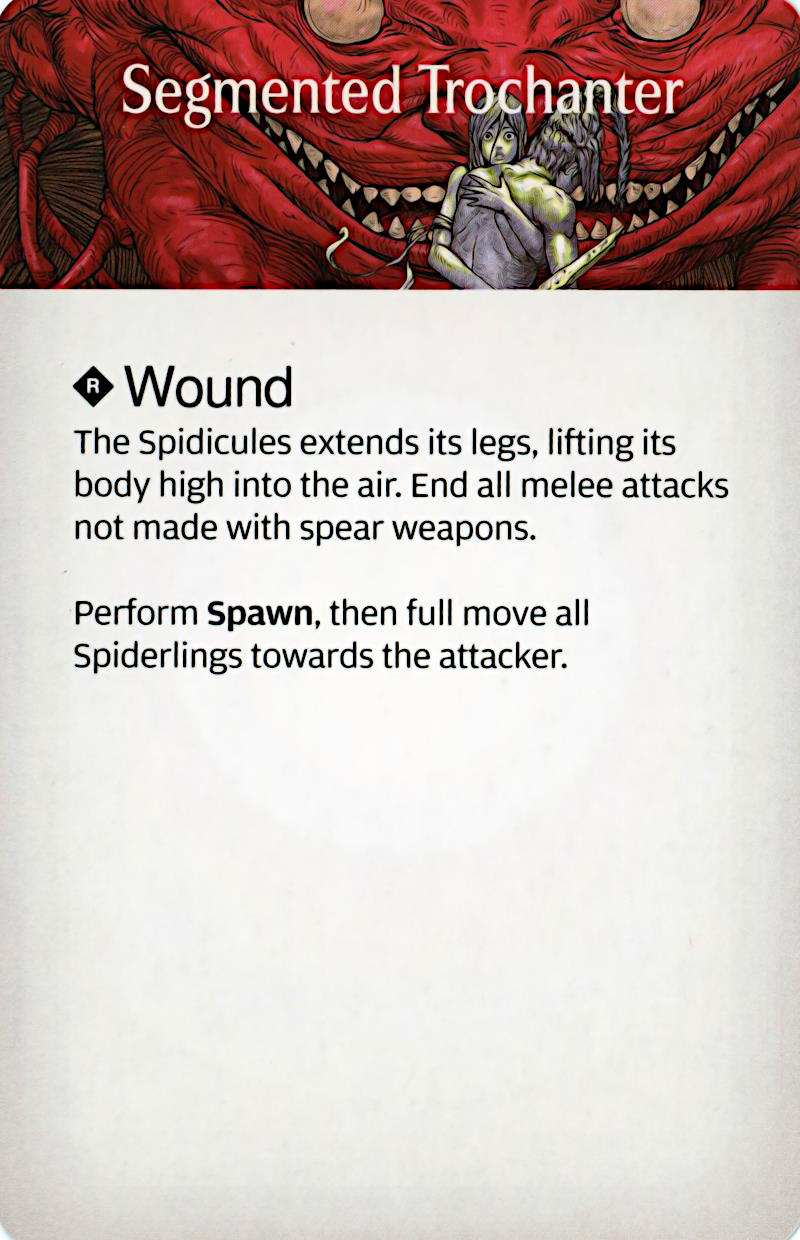 Segmented Trochanter
R Wound
The Spidicules extends its legs, lifting its
body high into the air. End all melee attacks
not made with spear weapons.
Perform Spawn, then full move all
Spiderlings towards the attacker.